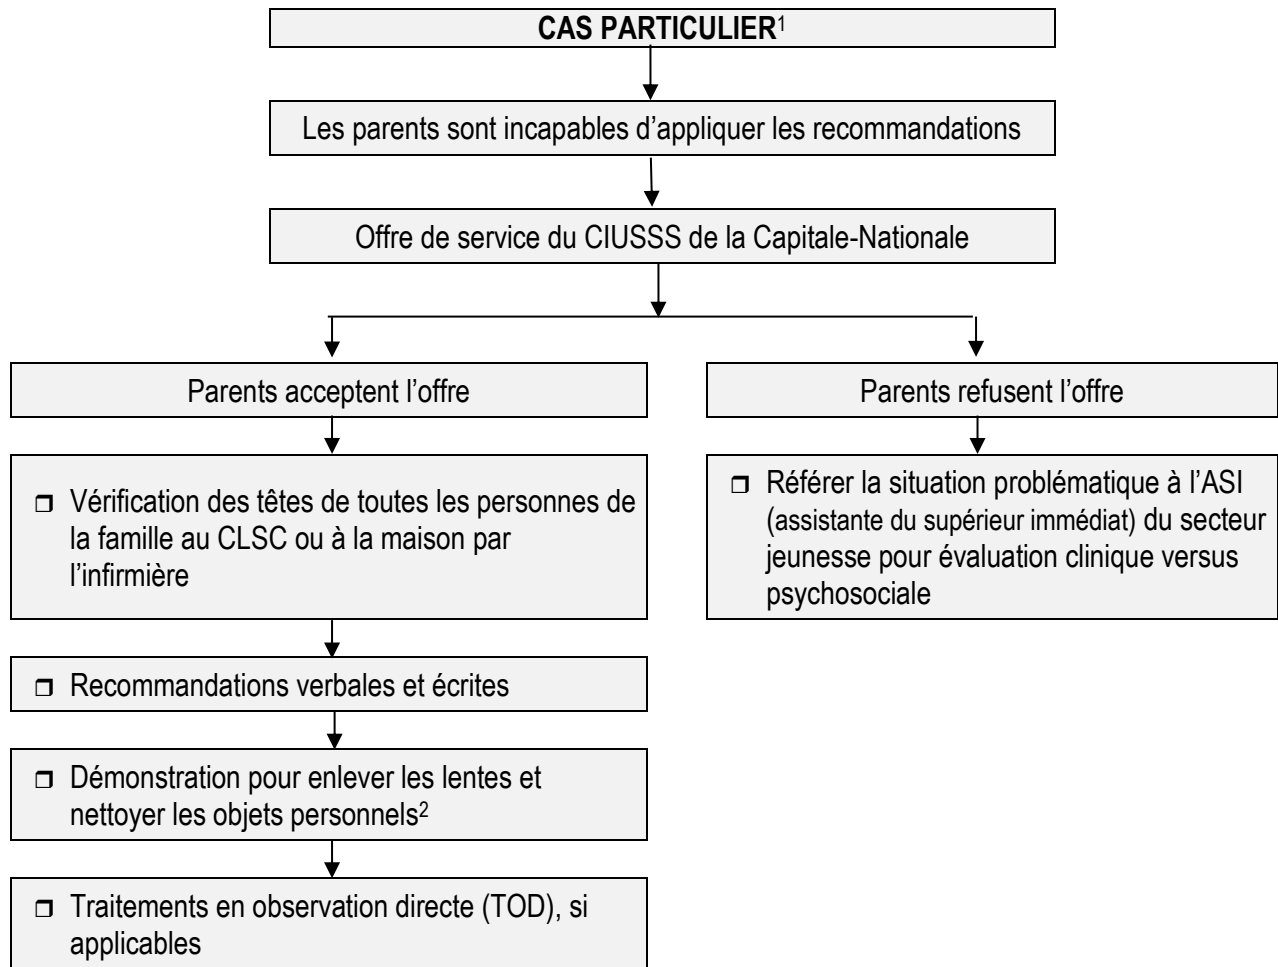 CAS PARTICULIER¹
Les parents sont incapables d’appliquer les recommandations
Offre de service du CIUSSS de la Capitale-Nationale
Parents acceptent l’offre
Parents refusent l’offre
❒ Vérification des têtes de toutes les personnes de
la famille au CLSC ou à la maison par
l’infirmière
❒ Référer la situation problématique à l’ASI
(assistante du supérieur immédiat) du secteur
jeunesse pour évaluation clinique versus
psychosociale
❒ Recommandations verbales et écrites
❒ Démonstration pour enlever les lentes et
nettoyer les objets personnels²
❒ Traitements en observation directe (TOD), si
applicables